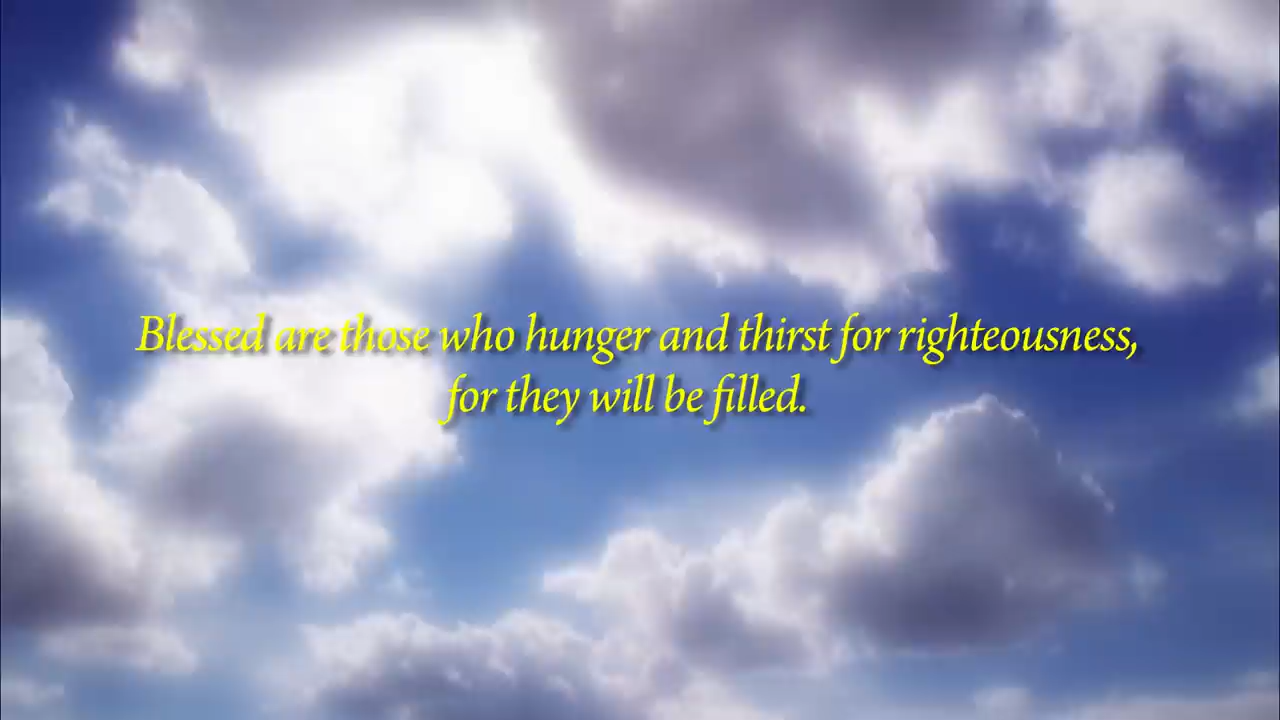 Blessed are those who hunger and thirst for righteousness,
for they will be filled.